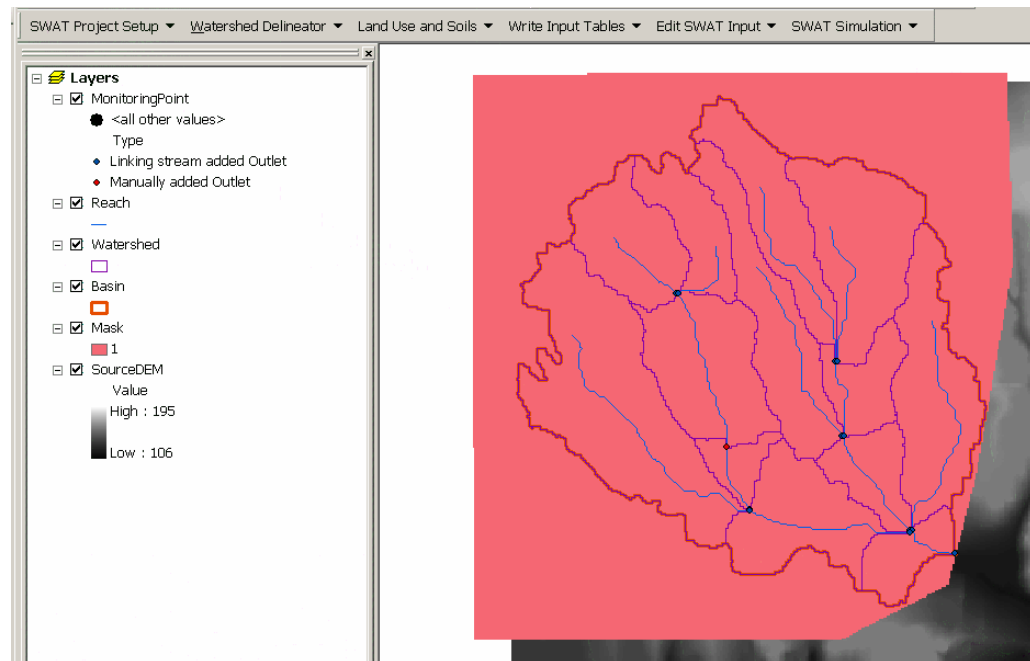 SWAT Project Setup Watershed Delineator Land Use and Soils Write Input Tables Edit SWAT Input SWAT Simulation
Layers
MonitoringPoint
<all other values>
Type
Linking stream added Outlet
Manually added Outlet
Reach
Watershed
Basin
Mask
1
SourceDEM
Value
High : 195
Low : 106